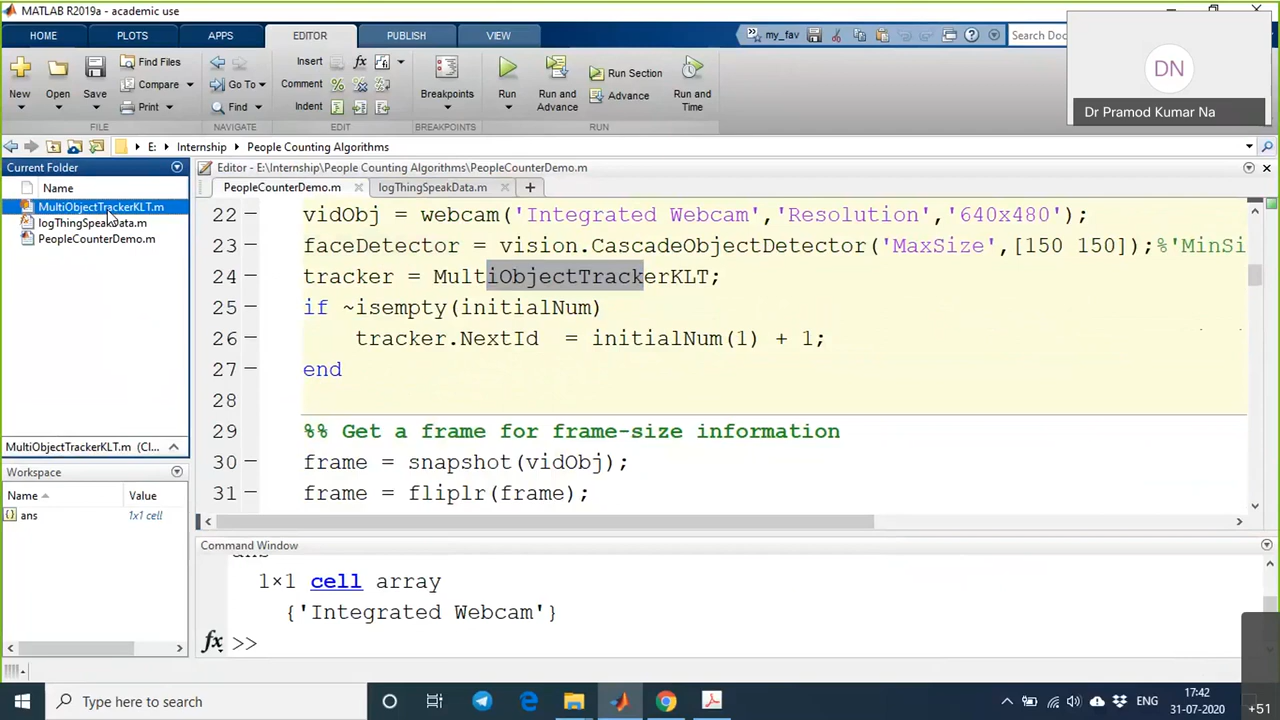 MATLAB R2019a - academic use
HOME PLOTS APPS EDITOR PUBLISH VIEW my_fav Search Doc
DN
Dr Pramod Kumar Na
New Open Save Find Files Compare Print
Go To Find
Insert Comment Indent
Breakpoints
Run Run and Advance Run Section Advance Run and Time
FILE NAVIGATE EDIT BREAKPOINTS RUN
E: Internship People Counting Algorithms
Current Folder
Name
MultiObjectTrackerKLT.m
logThingSpeakData.m
PeopleCounterDemo.m
MultiObjectTrackerKLT.m (Cl...
Workspace
Name Value
ans 1x1 cell
Editor - E:\Internship\People Counting Algorithms\PeopleCounterDemo.m
PeopleCounterDemo.m logThingSpeakData.m
22 vidObj = webcam('Integrated Webcam','Resolution','640x480');
23 faceDetector = vision.CascadeObjectDetector('MaxSize',[150 150]);%'MinSi
24 tracker = MultiObjectTrackerKLT;
25 if ~isempty(initialNum)
26 tracker.NextId = initialNum(1) + 1;
27 end
28
29 %% Get a frame for frame-size information
30 frame = snapshot(vidObj);
31 frame = fliplr(frame);
Command Window
1×1 cell array
{'Integrated Webcam'}
fx >>
Type here to search
ENG
17:42
31-07-2020
+51